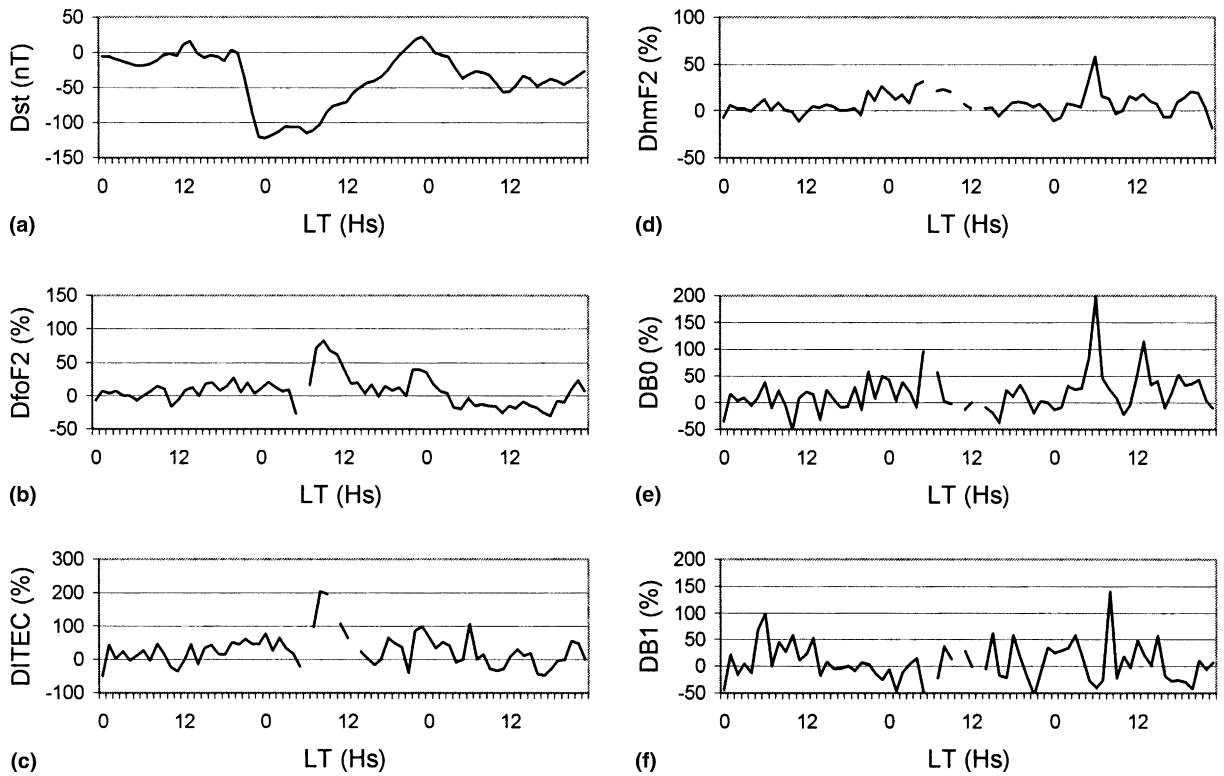 Dst (nT)
50
0
-50
-100
-150
0 12 0 12 0 12
LT (Hs)
(a)
DfoF2 (%)
150
100
50
0
-50
0 12 0 12 0 12
LT (Hs)
(b)
DITEC (%)
300
200
100
0
-100
0 12 0 12 0 12
LT (Hs)
(c)
DhmF2 (%)
100
50
0
-50
0 12 0 12 0 12
LT (Hs)
(d)
DB0 (%)
200
150
100
50
0
-50
0 12 0 12 0 12
LT (Hs)
(e)
DB1 (%)
200
150
100
50
0
-50
0 12 0 12 0 12
LT (Hs)
(f)